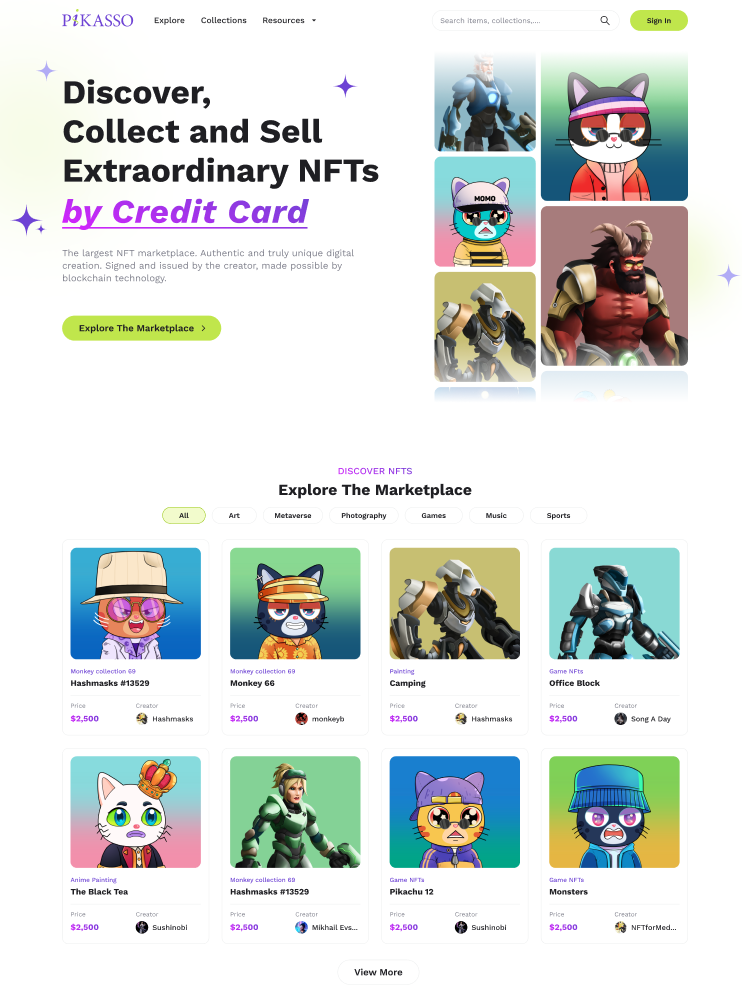 PiKASSO
Explore
Collections
Resources
Search items, collections,....
Sign In
Discover,
Collect and Sell
Extraordinary NFTs
by Credit Card
The largest NFT marketplace. Authentic and truly unique digital
creation. Signed and issued by the creator, made possible by
blockchain technology.
Explore The Marketplace
MOMO
DISCOVER NFTS
Explore The Marketplace
All
Art
Metaverse
Photography
Games
Music
Sports
Monkey collection 69
Hashmasks #13529
Price
Creator
$2,500
Hashmasks
Monkey collection 69
Monkey 66
Price
Creator
$2,500
monkeyb
Painting
Camping
Price
Creator
$2,500
Hashmasks
Game NFts
Office Block
Price
Creator
$2,500
Song A Day
Anime Painting
The Black Tea
Price
Creator
$2,500
Sushinobi
Monkey collection 69
Hashmasks #13529
Price
Creator
$2,500
Mikhail Evs...
Game NFTs
Pikachu 12
Price
Creator
$2,500
Sushinobi
Game NFTs
Monsters
Price
Creator
$2,500
NFTforMed...
View More